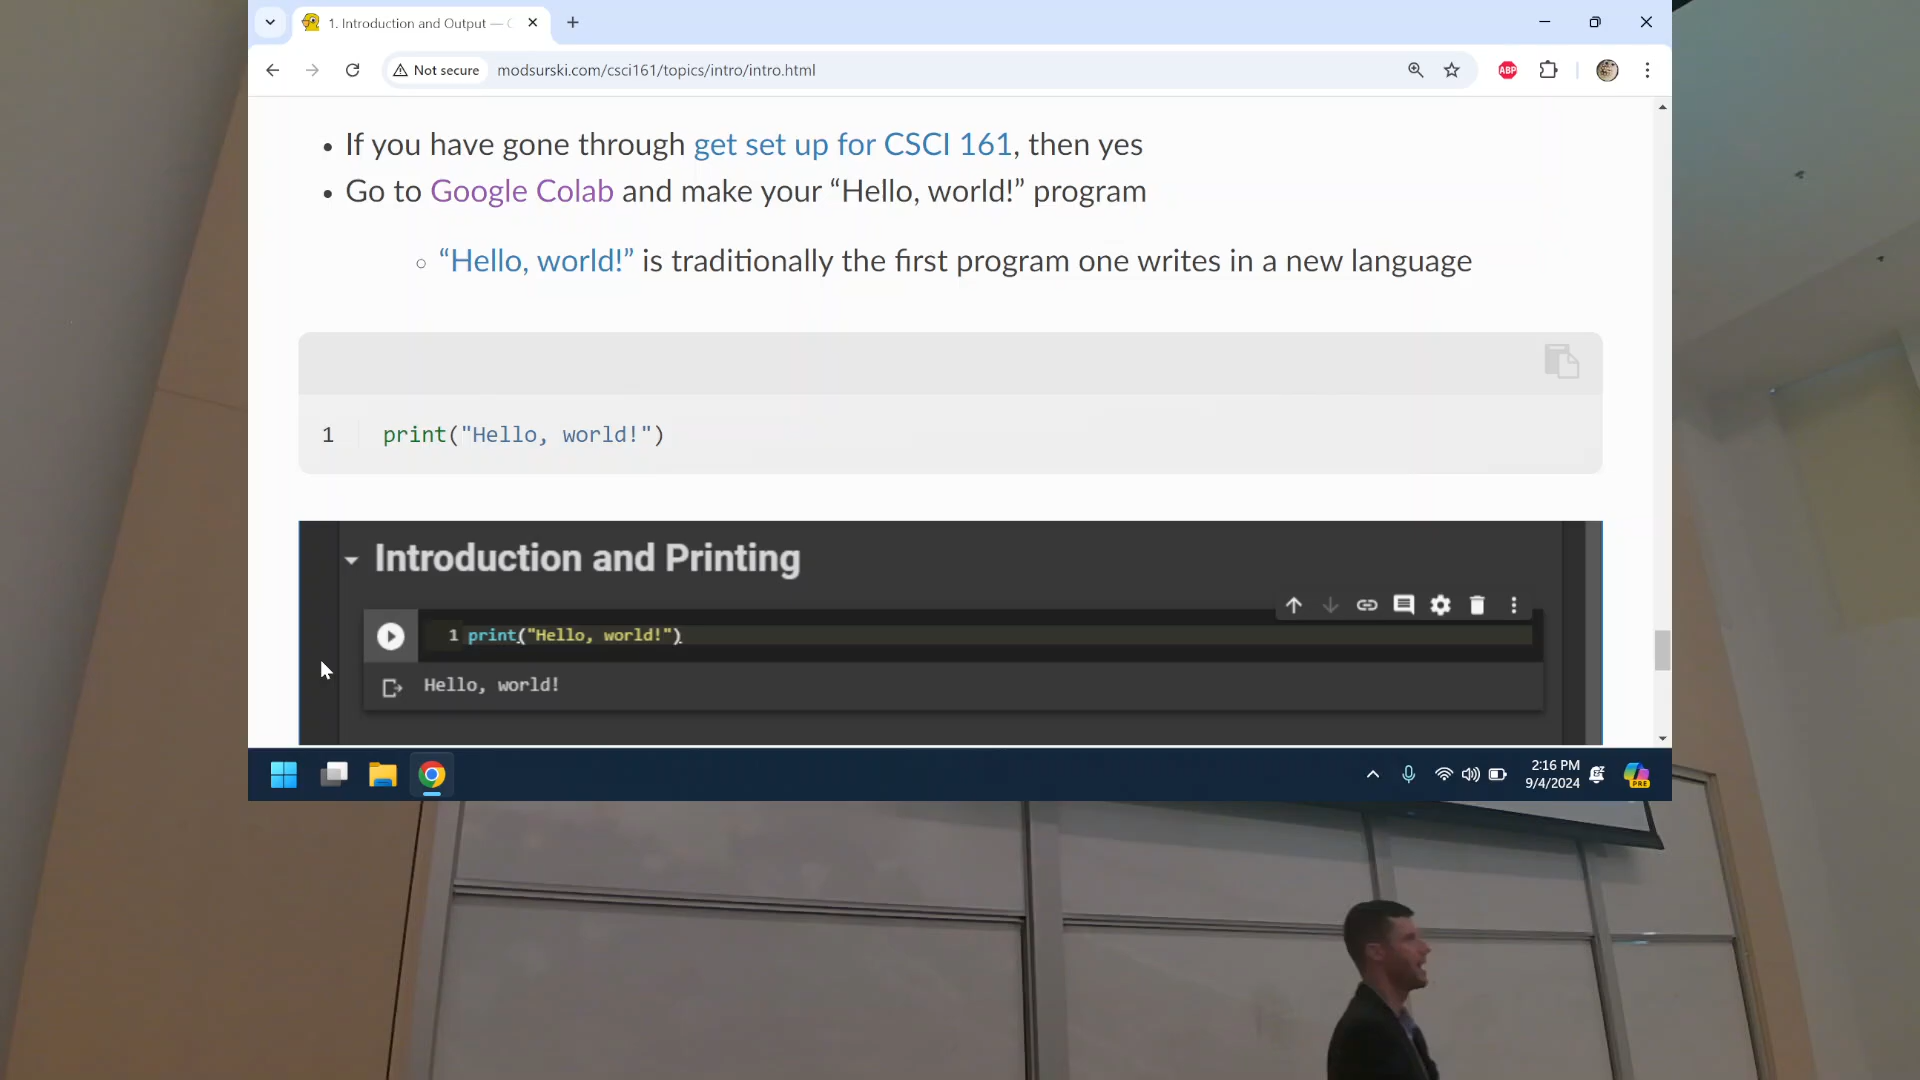 1. Introduction and Output —
Not secure
modsurski.com/csci161/topics/intro/intro.html
ABP
• If you have gone through get set up for CSCI 161, then yes
• Go to Google Colab and make your “Hello, world!” program
◦ “Hello, world!” is traditionally the first program one writes in a new language
1 print("Hello, world!")
Introduction and Printing
1 print("Hello, world!")
Hello, world!
2:16 PM
9/4/2024
PRE